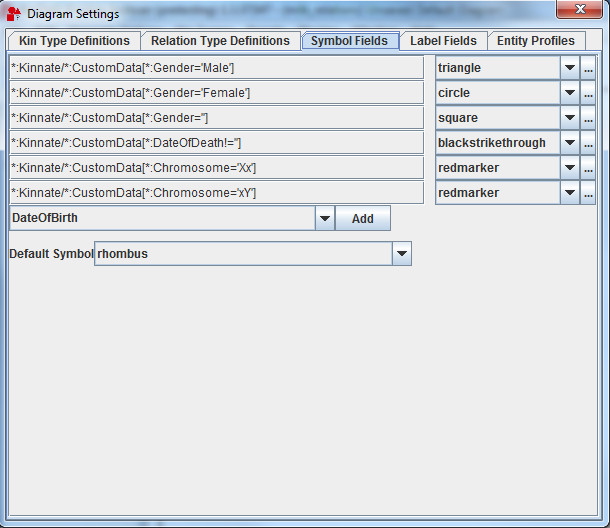 Diagram Settings
Kin Type Definitions Relation Type Definitions Symbol Fields Label Fields Entity Profiles
*:Kinnate/*:CustomData[*:Gender='Male'] triangle ...
*:Kinnate/*:CustomData[*:Gender='Female'] circle ...
*:Kinnate/*:CustomData[*:Gender=''] square ...
*:Kinnate/*:CustomData[*:DateOfDeath!=''] blackstrikethrough ...
*:Kinnate/*:CustomData[*:Chromosome='Xx'] redmarker ...
*:Kinnate/*:CustomData[*:Chromosome='xY'] redmarker ...
DateOfBirth Add
Default Symbol rhombus